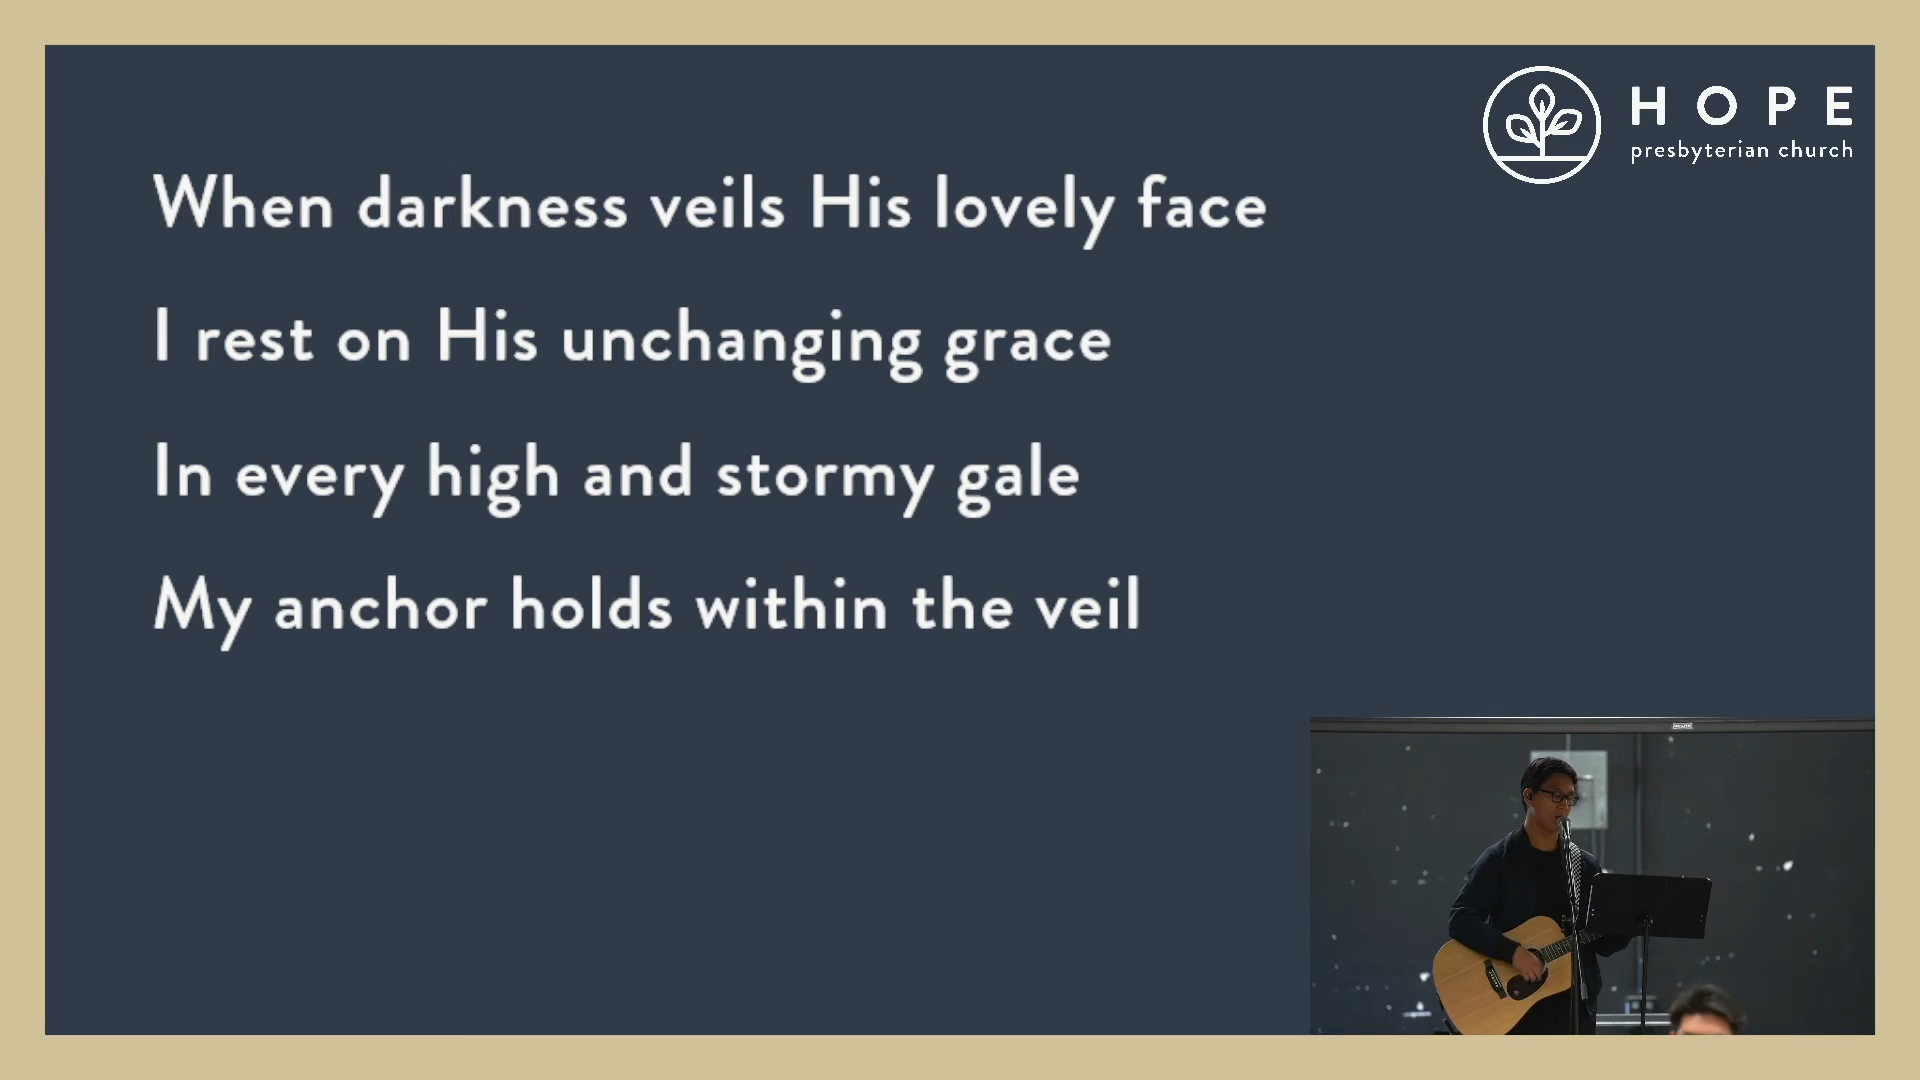 HOPE
presbyterian church
When darkness veils His lovely face
I rest on His unchanging grace
In every high and stormy gale
My anchor holds within the veil